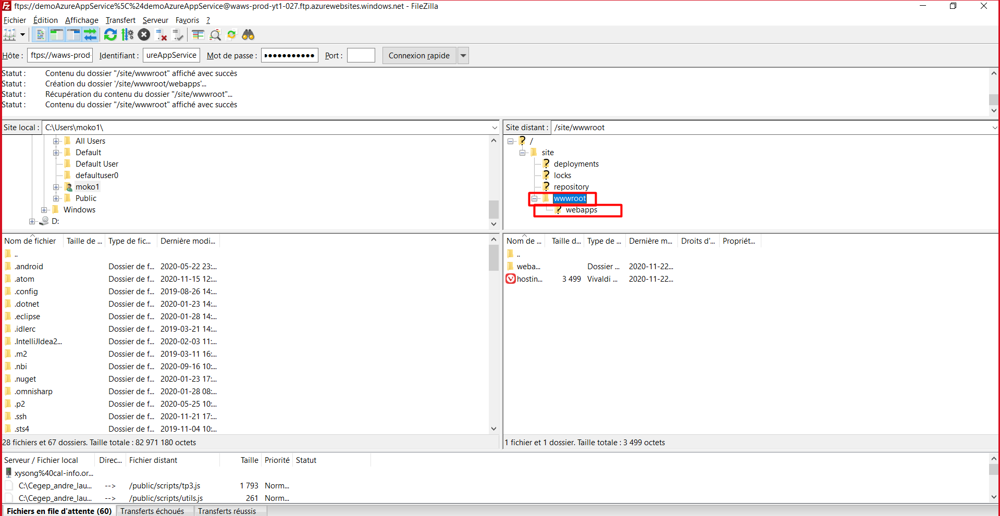 ftps://demoAzureAppService%5C%24demoAzureAppService@waws-prod-yt1-027.ftp.azurewebsites.windows.net - FileZilla
Fichier Édition Affichage Transfert Serveur Favoris ?
Hôte : ftps://waws-prod- Identifiant : ureAppService Mot de passe : ●●●●●●●●●●● Port : Connexion rapide
Statut : Contenu du dossier "/site/wwwroot" affiché avec succès
Statut : Création du dossier '/site/wwwroot/webapps'...
Statut : Récupération du contenu du dossier "/site/wwwroot"...
Statut : Contenu du dossier "/site/wwwroot" affiché avec succès
Site local : C:\Users\moko1\
All Users
Default
Default User
defaultuser0
moko1
Public
Windows
D:
Site distant : /site/wwwroot
/
site
deployments
locks
repository
wwwroot
webapps
Nom de fichier Taille de ... Type de fic... Dernière modi...
..
.android Dossier de f... 2020-05-22 23:...
.atom Dossier de f... 2020-11-15 12:...
.config Dossier de f... 2019-08-26 14:...
.dotnet Dossier de f... 2020-01-23 14:...
.eclipse Dossier de f... 2020-01-28 14:...
.idlerc Dossier de f... 2019-03-21 14:...
.IntelliJIdea2... Dossier de f... 2020-02-03 11:...
.m2 Dossier de f... 2019-03-11 16:...
.nbi Dossier de f... 2020-09-16 10:...
.nuget Dossier de f... 2020-01-23 17:...
.omnisharp Dossier de f... 2020-01-28 08:...
.p2 Dossier de f... 2020-05-25 10:...
.ssh Dossier de f... 2020-11-21 17:...
.sts4 Dossier de f... 2019-11-04 10:...
28 fichiers et 67 dossiers. Taille totale : 82 971 180 octets
Nom de ... Taille d... Type de ... Dernière m... Droits d'... Propriét...
..
weba... Dossier ... 2020-11-22...
hostin... 3 499 Vivaldi ... 2020-11-22...
1 fichier et 1 dossier. Taille totale : 3 499 octets
Serveur / Fichier local Direc... Fichier distant Taille Priorité Statut
xysong%40cal-info.or...
C:\Cegep_andre_lau... --> /public/scripts/tp3.js 1 793 Norm...
C:\Cegep_andre_lau... --> /public/scripts/utils.js 261 Norm...
Fichiers en file d'attente (60) Transferts échoués Transferts réussis